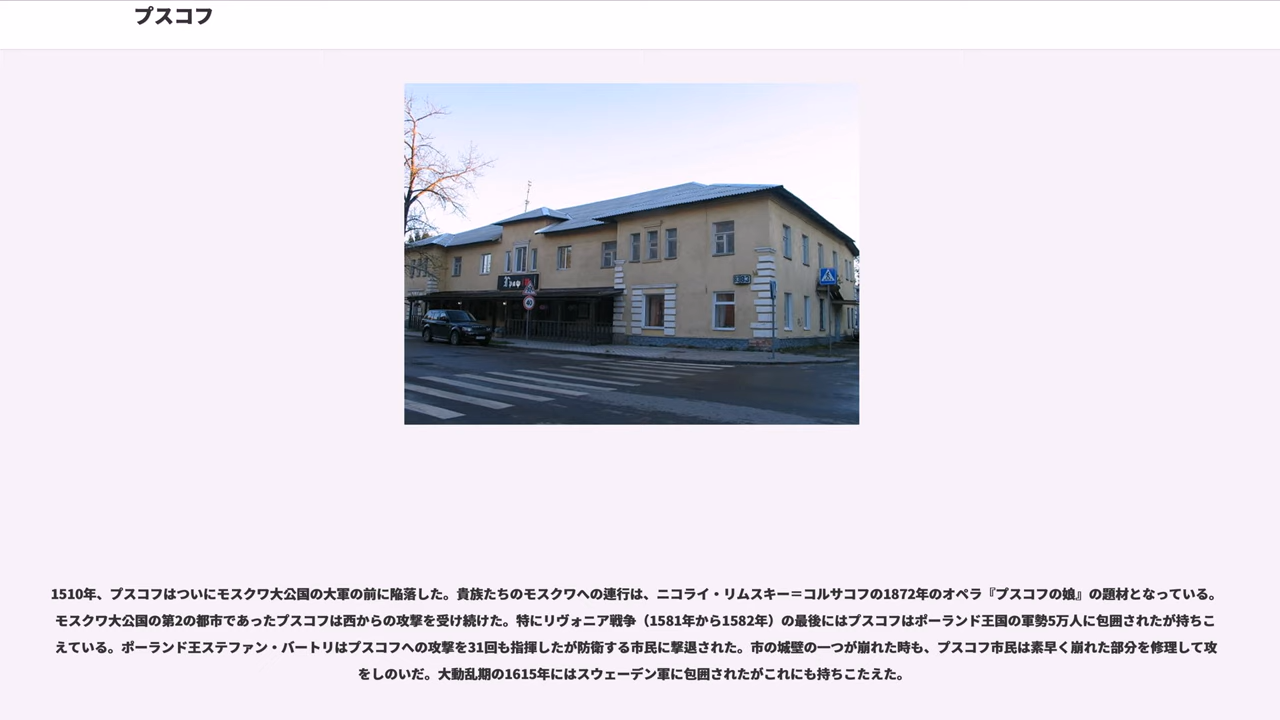 プスコフ
40
1510年、プスコフはついにモスクワ大公国の大軍の前に陥落した。貴族たちのモスクワへの連行は、ニコライ・リムスキー＝コルサコフの1872年のオペラ『プスコフの娘』の題材となっている。
モスクワ大公国の第2の都市であったプスコフは西からの攻撃を受け続けた。特にリヴォニア戦争（1581年から1582年）の最後にはプスコフはポーランド王国の軍勢5万人に包囲されたが持ちこ
えている。ポーランド王ステファン・バートリはプスコフへの攻撃を31回も指揮したが防衛する市民に撃退された。市の城壁の一つが崩れた時も、プスコフ市民は素早く崩れた部分を修理して攻
をしのいだ。大動乱期の1615年にはスウェーデン軍に包囲されたがこれにも持ちこたえた。